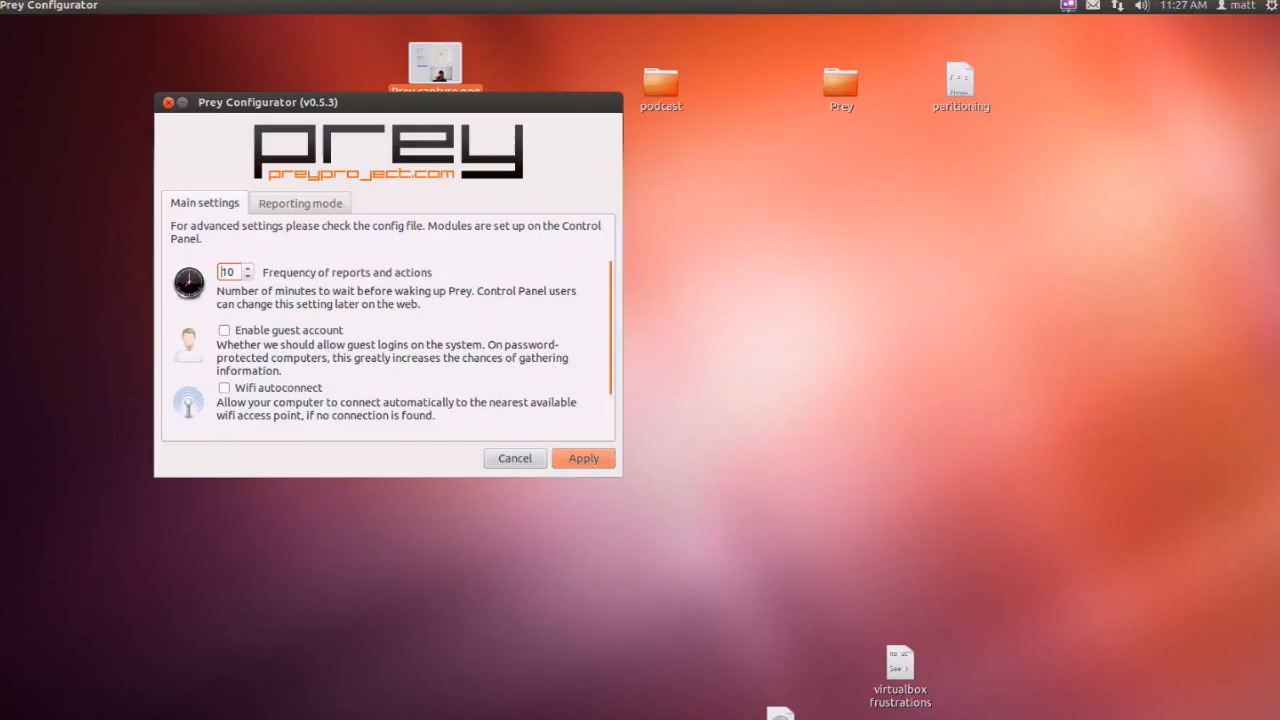 Prey Configurator
11:27 AM
matt
Prey capture.png
podcast
Prey
paritioning
Prey Configurator (v0.5.3)
prey
preyproject.com
Main settings
Reporting mode
For advanced settings please check the config file. Modules are set up on the Control
Panel.
10
Frequency of reports and actions
Number of minutes to wait before waking up Prey. Control Panel users
can change this setting later on the web.
Enable guest account
Whether we should allow guest logins on the system. On password-
protected computers, this greatly increases the chances of gathering
information.
Wifi autoconnect
Allow your computer to connect automatically to the nearest available
wifi access point, if no connection is found.
Cancel
Apply
virtualbox
frustrations